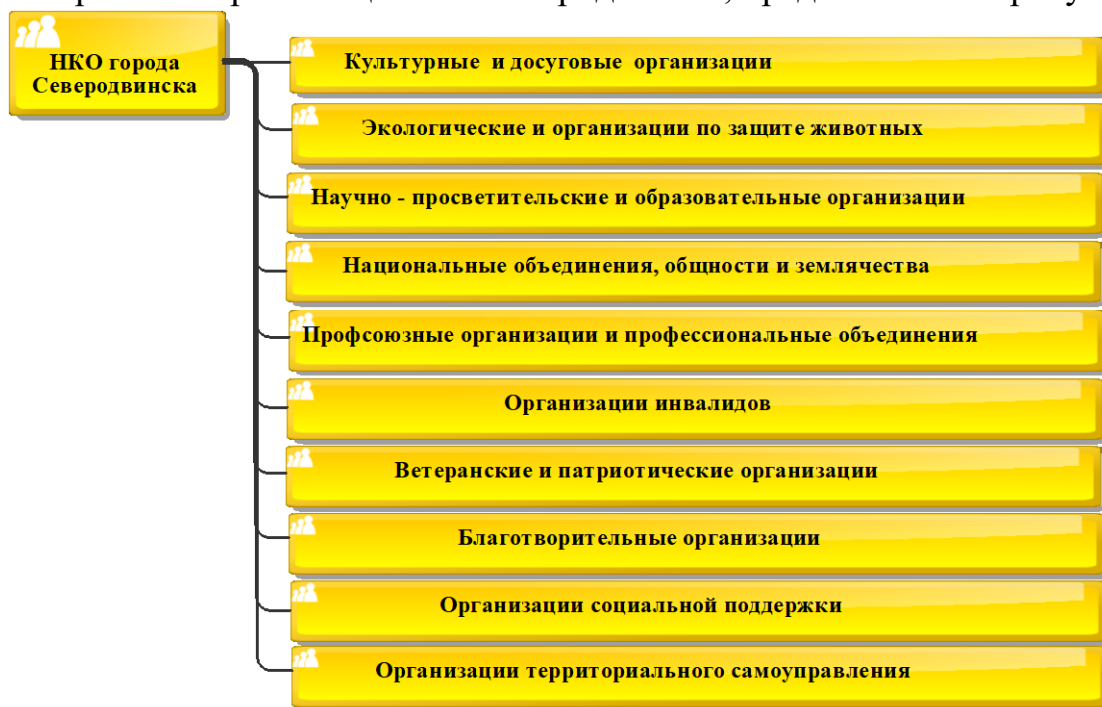 НКО города
Северодвинска
Культурные и досуговые организации
Экологические и организации по защите животных
Научно - просветительские и образовательные организации
Национальные объединения, общности и землячества
Профсоюзные организации и профессиональные объединения
Организации инвалидов
Ветеранские и патриотические организации
Благотворительные организации
Организации социальной поддержки
Организации территориального самоуправления